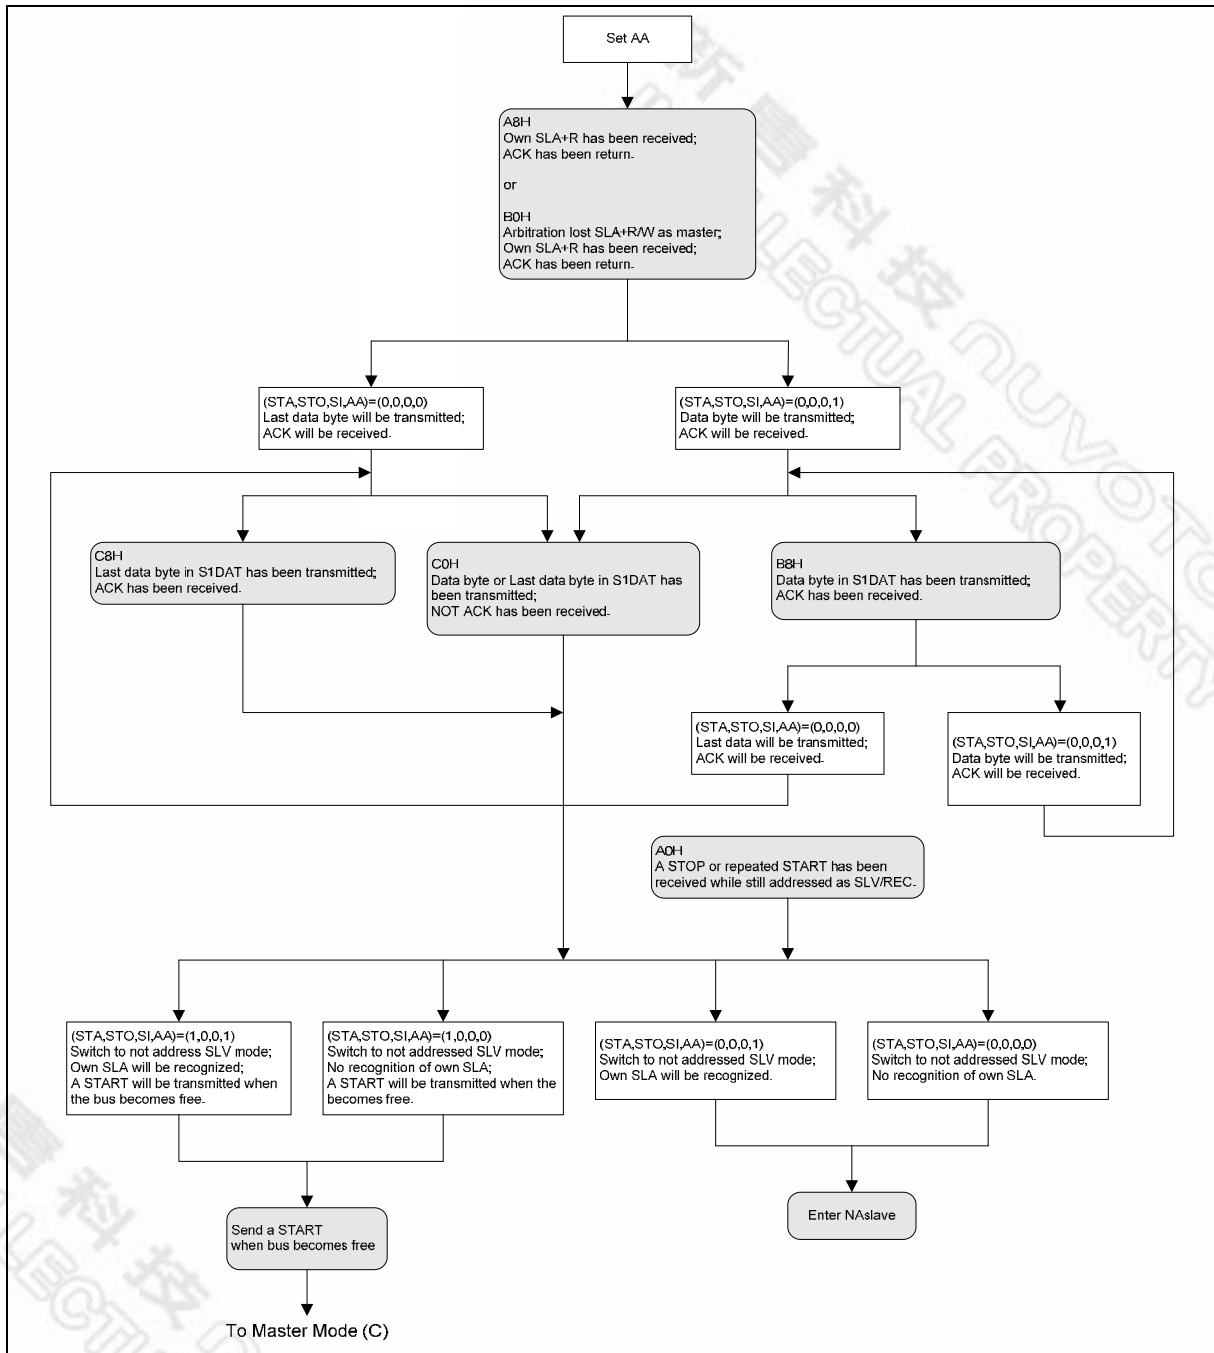 Set AA
A8H
Own SLA+R has been received;
ACK has been return.
or
B0H
Arbitration lost SLA+R/W as master;
Own SLA+R has been received;
ACK has been return.
(STA,STO,SI,AA)=(0,0,0,0)
Last data byte will be transmitted;
ACK will be received.
(STA,STO,SI,AA)=(0,0,0,1)
Data byte will be transmitted;
ACK will be received.
C8H
Last data byte in S1DAT has been transmitted;
ACK has been received.
C0H
Data byte or Last data byte in S1DAT has
been transmitted;
NOT ACK has been received.
B8H
Data byte in S1DAT has been transmitted;
ACK has been received.
(STA,STO,SI,AA)=(0,0,0,0)
Last data will be transmitted;
ACK will be received.
(STA,STO,SI,AA)=(0,0,0,1)
Data byte will be transmitted;
ACK will be received.
A0H
A STOP or repeated START has been
received while still addressed as SLV/REC.
(STA,STO,SI,AA)=(1,0,0,1)
Switch to not address SLV mode;
Own SLA will be recognized;
A START will be transmitted when
the bus becomes free.
(STA,STO,SI,AA)=(1,0,0,0)
Switch to not addressed SLV mode;
No recognition of own SLA;
A START will be transmitted when the
becomes free.
(STA,STO,SI,AA)=(0,0,0,1)
Switch to not addressed SLV mode;
Own SLA will be recognized.
(STA,STO,SI,AA)=(0,0,0,0)
Switch to not addressed SLV mode;
No recognition of own SLA.
Send a START
when bus becomes free
Enter NAslave
To Master Mode (C)
新唐科技 nuvoTo
LLECTUAL PROPERTY
唐科技 n
LLECTU